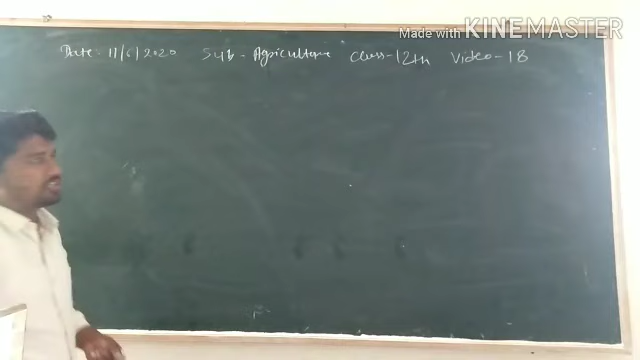 Made with KINEMASTER
Date: 11/6/2020 Sub - Agriculture Class-12th Video-18